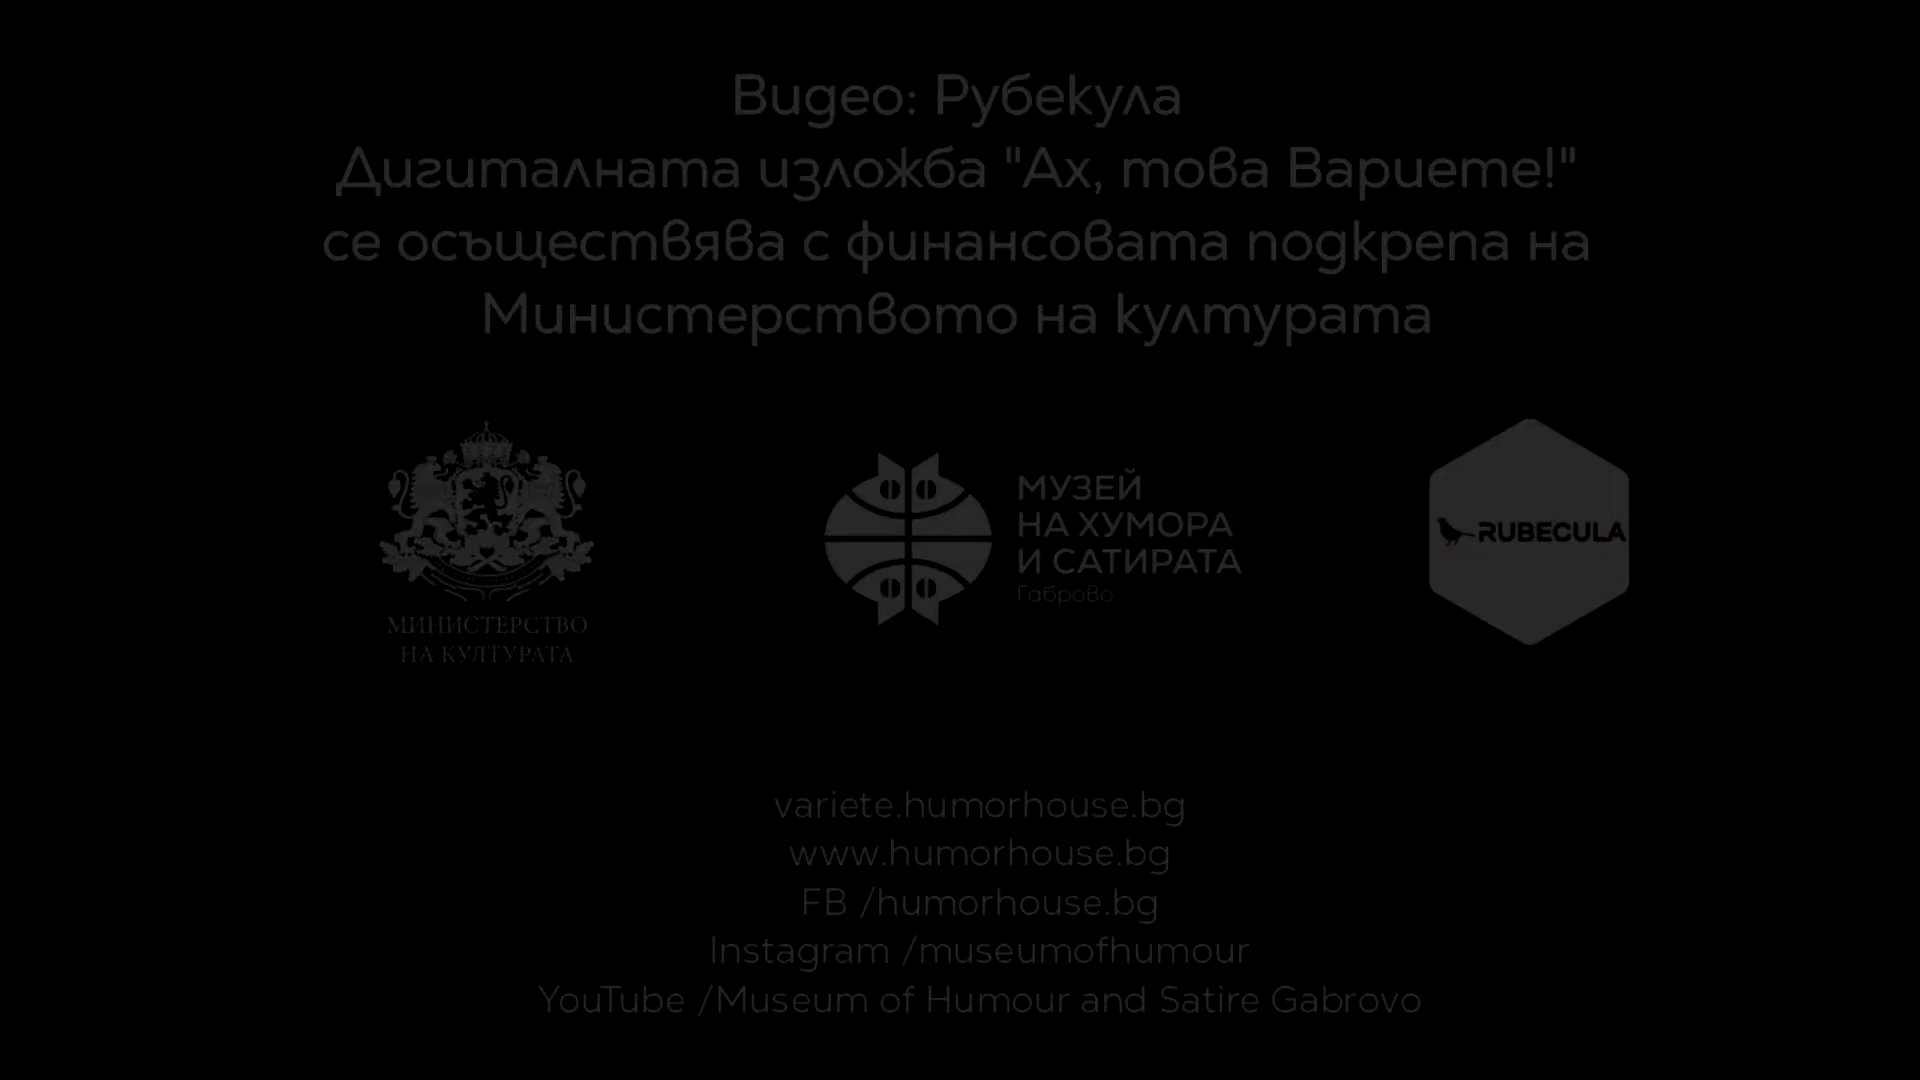 Видео: Рубекула
Дигиталната изложба "Ах, това Вариете!"
се осъществява с финансовата подкрепа на
Министерството на културата
МИНИСТЕРСТВО
НА КУЛТУРАТА
МУЗЕЙ
НА ХУМОРА
И САТИРАТА
Габрово
RUBECULA
variete.humorhouse.bg
www.humorhouse.bg
FB /humorhouse.bg
Instagram /museumofhumour
YouTube /Museum of Humour and Satire Gabrovo